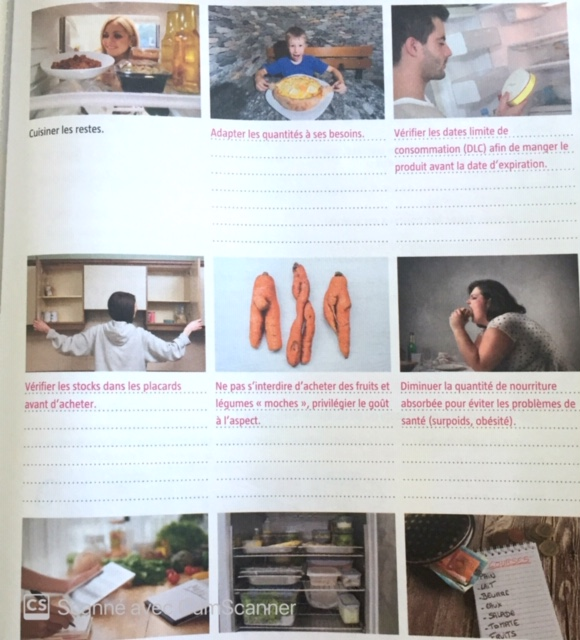 Cuisiner les restes.
Adapter les quantités à ses besoins.
Vérifier les dates limite de
consommation (DLC) afin de manger le
produit avant la date d'expiration.
Vérifier les stocks dans les placards
avant d'acheter.
Ne pas s'interdire d'acheter des fruits et
légumes « moches », privilégier le goût
à l'aspect.
Diminuer la quantité de nourriture
absorbée pour éviter les problèmes de
santé (surpoids, obésité).
COURSES
-LAIT
-BEURRE
-SALADE
-TOMATE
FRUITS
CS Scanné avec CamScanner